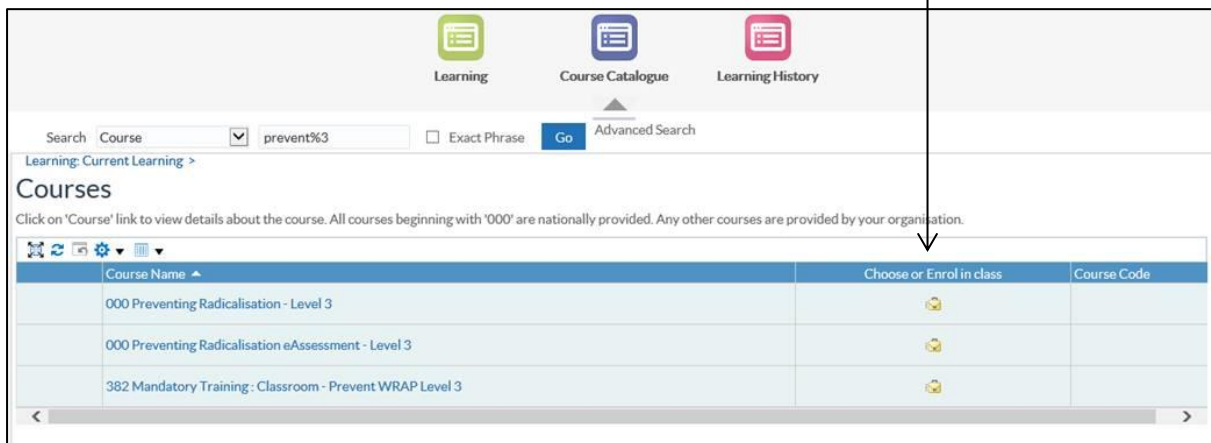 Learning Course Catalogue Learning History
Search Course prevent%3 Exact Phrase Go Advanced Search
Learning: Current Learning >
Courses
Click on 'Course' link to view details about the course. All courses beginning with '000' are nationally provided. Any other courses are provided by your organisation.
Course Name Choose or Enrol in class Course Code
000 Preventing Radicalisation - Level 3
000 Preventing Radicalisation eAssessment - Level 3
382 Mandatory Training : Classroom - Prevent WRAP Level 3